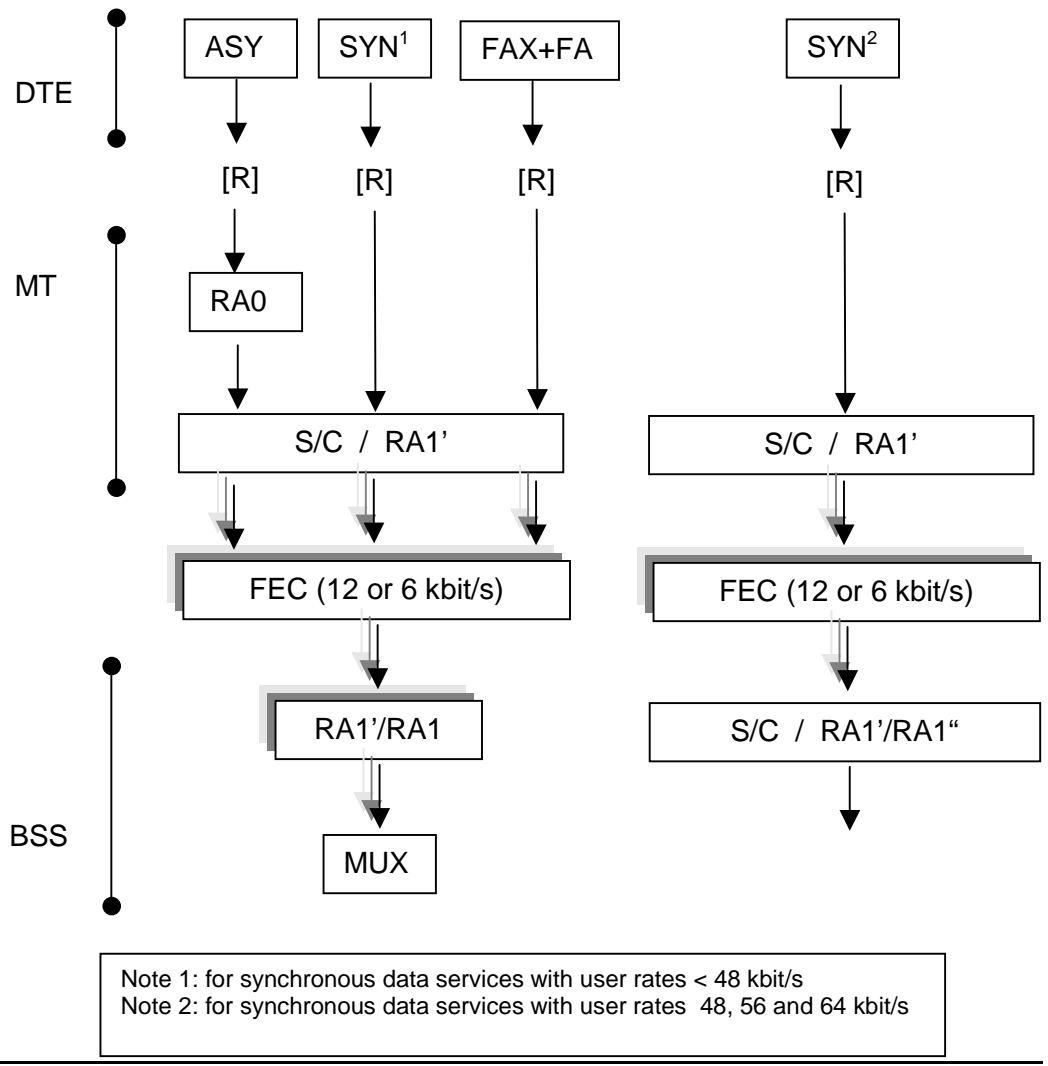 ASY SYN¹ FAX+FA SYN²
DTE
[R] [R] [R] [R]
MT
RA0
S/C / RA1’ S/C / RA1’
FEC (12 or 6 kbit/s) FEC (12 or 6 kbit/s)
RA1’/RA1 S/C / RA1’/RA1“
BSS
MUX
Note 1: for synchronous data services with user rates < 48 kbit/s
Note 2: for synchronous data services with user rates 48, 56 and 64 kbit/s